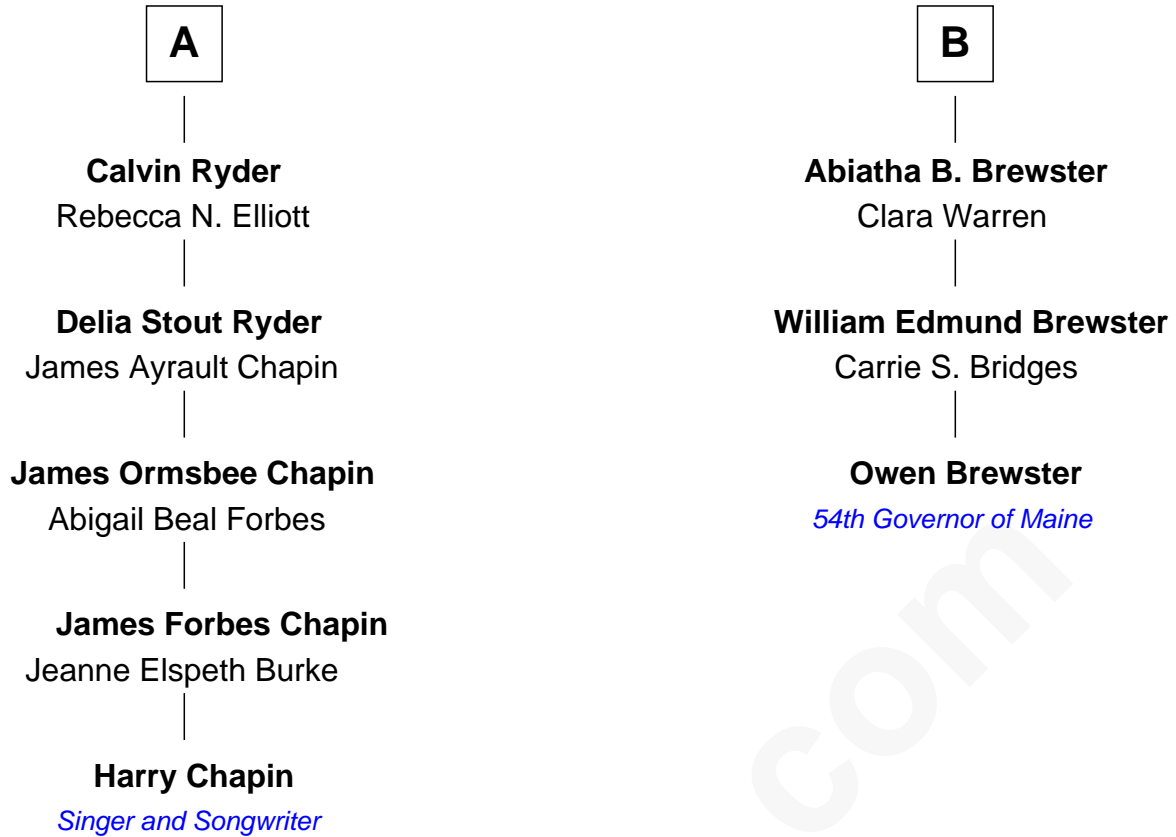 A
Calvin Ryder
Rebecca N. Elliott
Delia Stout Ryder
James Ayrault Chapin
James Ormsbee Chapin
Abigail Beal Forbes
James Forbes Chapin
Jeanne Elspeth Burke
Harry Chapin
Singer and Songwriter
B
Abiatha B. Brewster
Clara Warren
William Edmund Brewster
Carrie S. Bridges
Owen Brewster
54th Governor of Maine
com